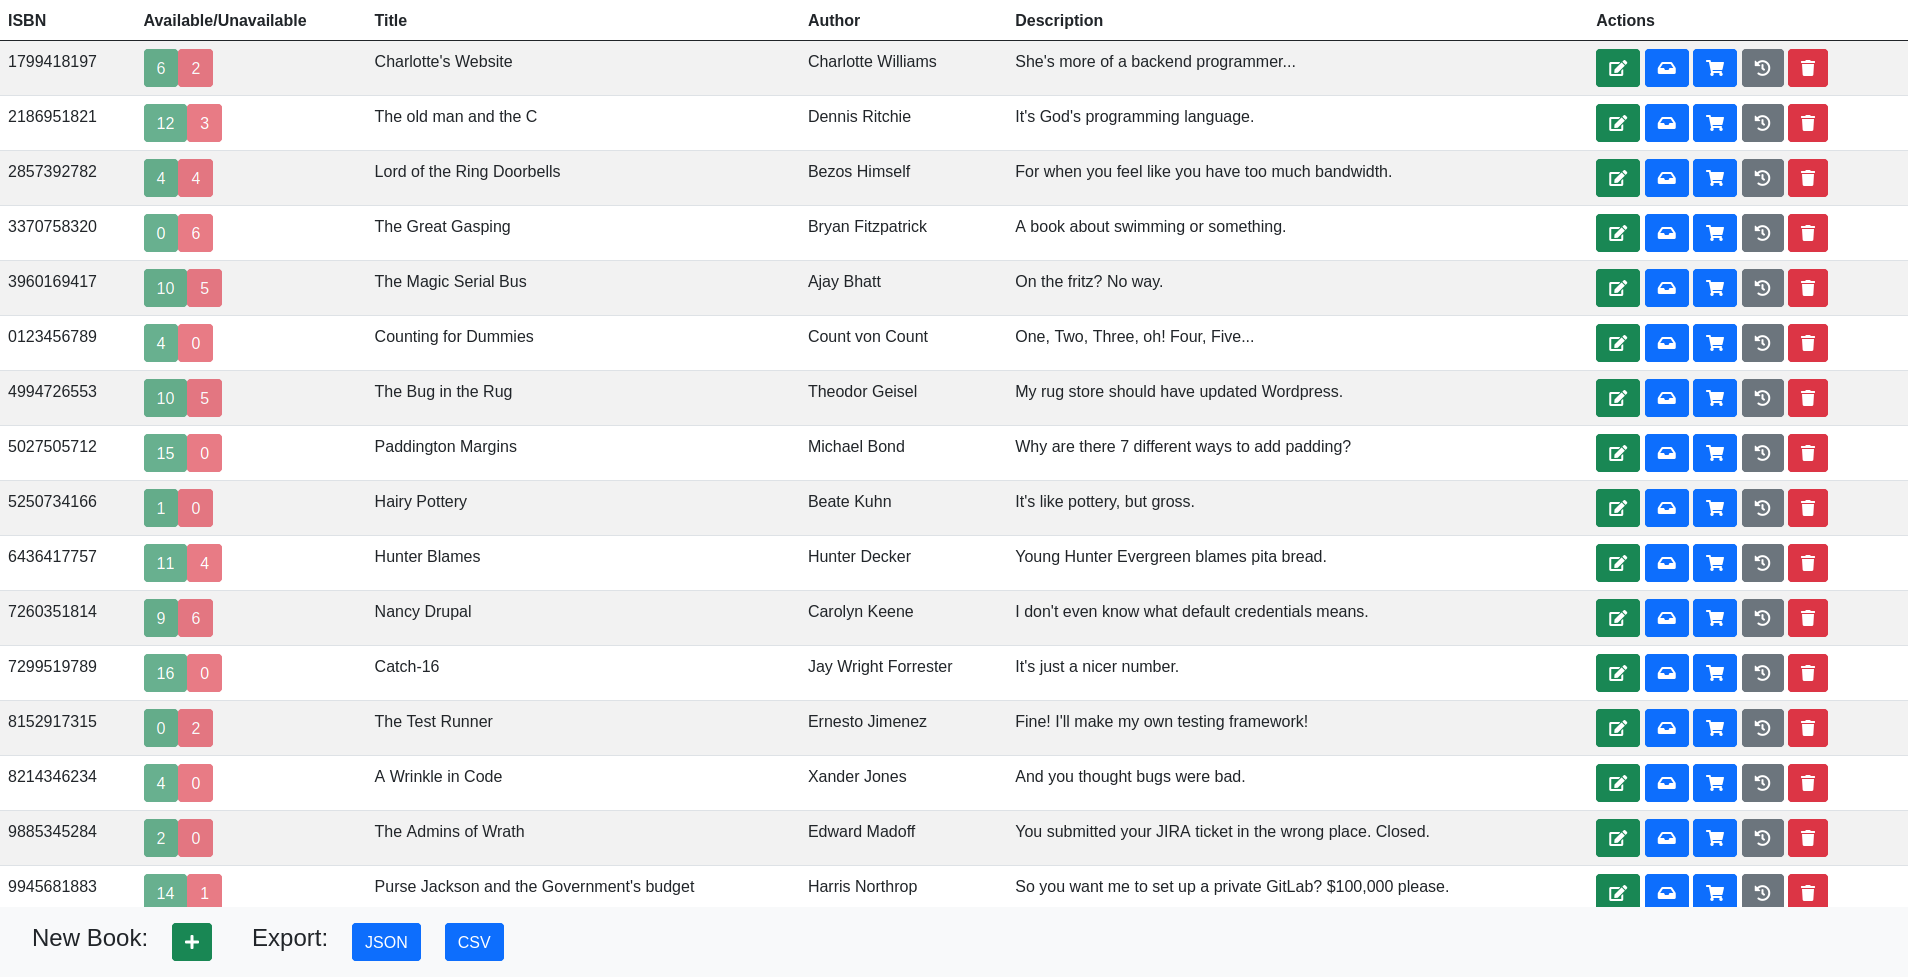 ISBN Available/Unavailable Title Author Description Actions
1799418197 6 2 Charlotte's Website Charlotte Williams She's more of a backend programmer...
2186951821 12 3 The old man and the C Dennis Ritchie It's God's programming language.
2857392782 4 4 Lord of the Ring Doorbells Bezos Himself For when you feel like you have too much bandwidth.
3370758320 0 6 The Great Gasping Bryan Fitzpatrick A book about swimming or something.
3960169417 10 5 The Magic Serial Bus Ajay Bhatt On the fritz? No way.
0123456789 4 0 Counting for Dummies Count von Count One, Two, Three, oh! Four, Five...
4994726553 10 5 The Bug in the Rug Theodor Geisel My rug store should have updated Wordpress.
5027505712 15 0 Paddington Margins Michael Bond Why are there 7 different ways to add padding?
5250734166 1 0 Hairy Pottery Beate Kuhn It's like pottery, but gross.
6436417757 11 4 Hunter Blames Hunter Decker Young Hunter Evergreen blames pita bread.
7260351814 9 6 Nancy Drupal Carolyn Keene I don't even know what default credentials means.
7299519789 16 0 Catch-16 Jay Wright Forrester It's just a nicer number.
8152917315 0 2 The Test Runner Ernesto Jimenez Fine! I'll make my own testing framework!
8214346234 4 0 A Wrinkle in Code Xander Jones And you thought bugs were bad.
9885345284 2 0 The Admins of Wrath Edward Madoff You submitted your JIRA ticket in the wrong place. Closed.
9945681883 14 1 Purse Jackson and the Government's budget Harris Northrop So you want me to set up a private GitLab? $100,000 please.
New Book: + Export: JSON CSV